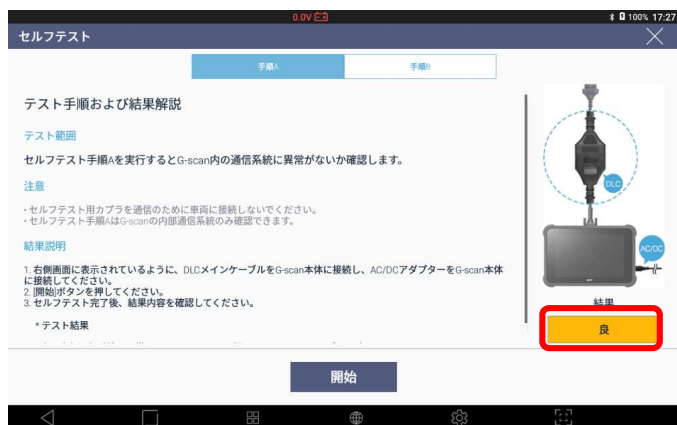 0.0V
100% 17:27
セルフテスト
手順A
手順B
テスト手順および結果解説
テスト範囲
セルフテスト手順Aを実行するとG-scan内の通信系統に異常がないか確認します。
注意
・セルフテスト用カプラを通信のために車両に接続しないでください。
・セルフテスト手順AはG-scanの内部通信系統のみ確認できます。
結果説明
1. 右側画面に表示されているように、DLCメインケーブルをG-scan本体に接続し、AC/DCアダプターをG-scan本体
に接続してください。
2. [開始]ボタンを押してください。
3. セルフテスト完了後、結果内容を確認してください。
* テスト結果
DLC
AC/DC
結果
良
開始